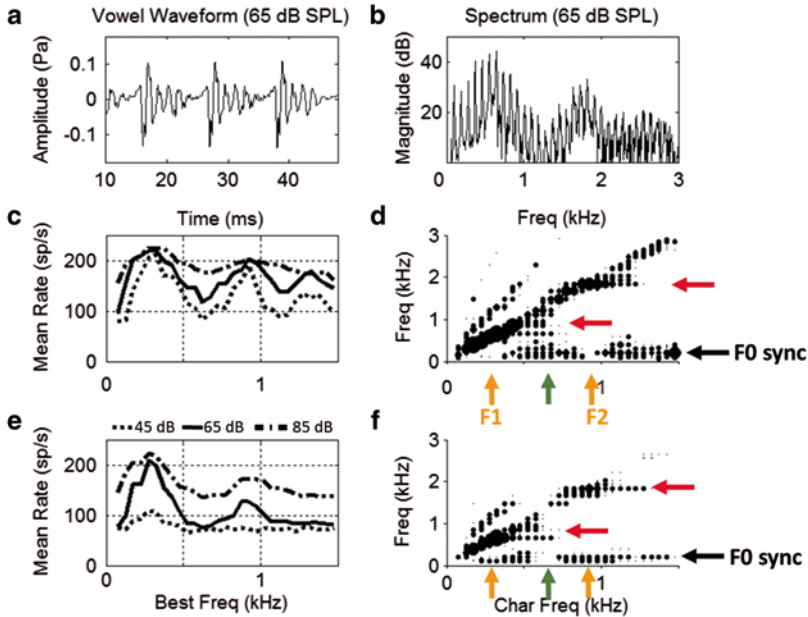 a Vowel Waveform (65 dB SPL)
Amplitude (Pa)
0.1
0
-0.1
10 20 30 40
Time (ms)
b Spectrum (65 dB SPL)
Magnitude (dB)
40
20
0 1 2 3
Freq (kHz)
c
Mean Rate (sp/s)
200
100
0
0 1
d
Freq (kHz)
3
2
1
0
0 1
F0 sync
F1 F2
e
45 dB 65 dB 85 dB
Mean Rate (sp/s)
200
100
0
0 1
Best Freq (kHz)
f
Freq (kHz)
3
2
1
0
0 1
F0 sync
Char Freq (kHz)